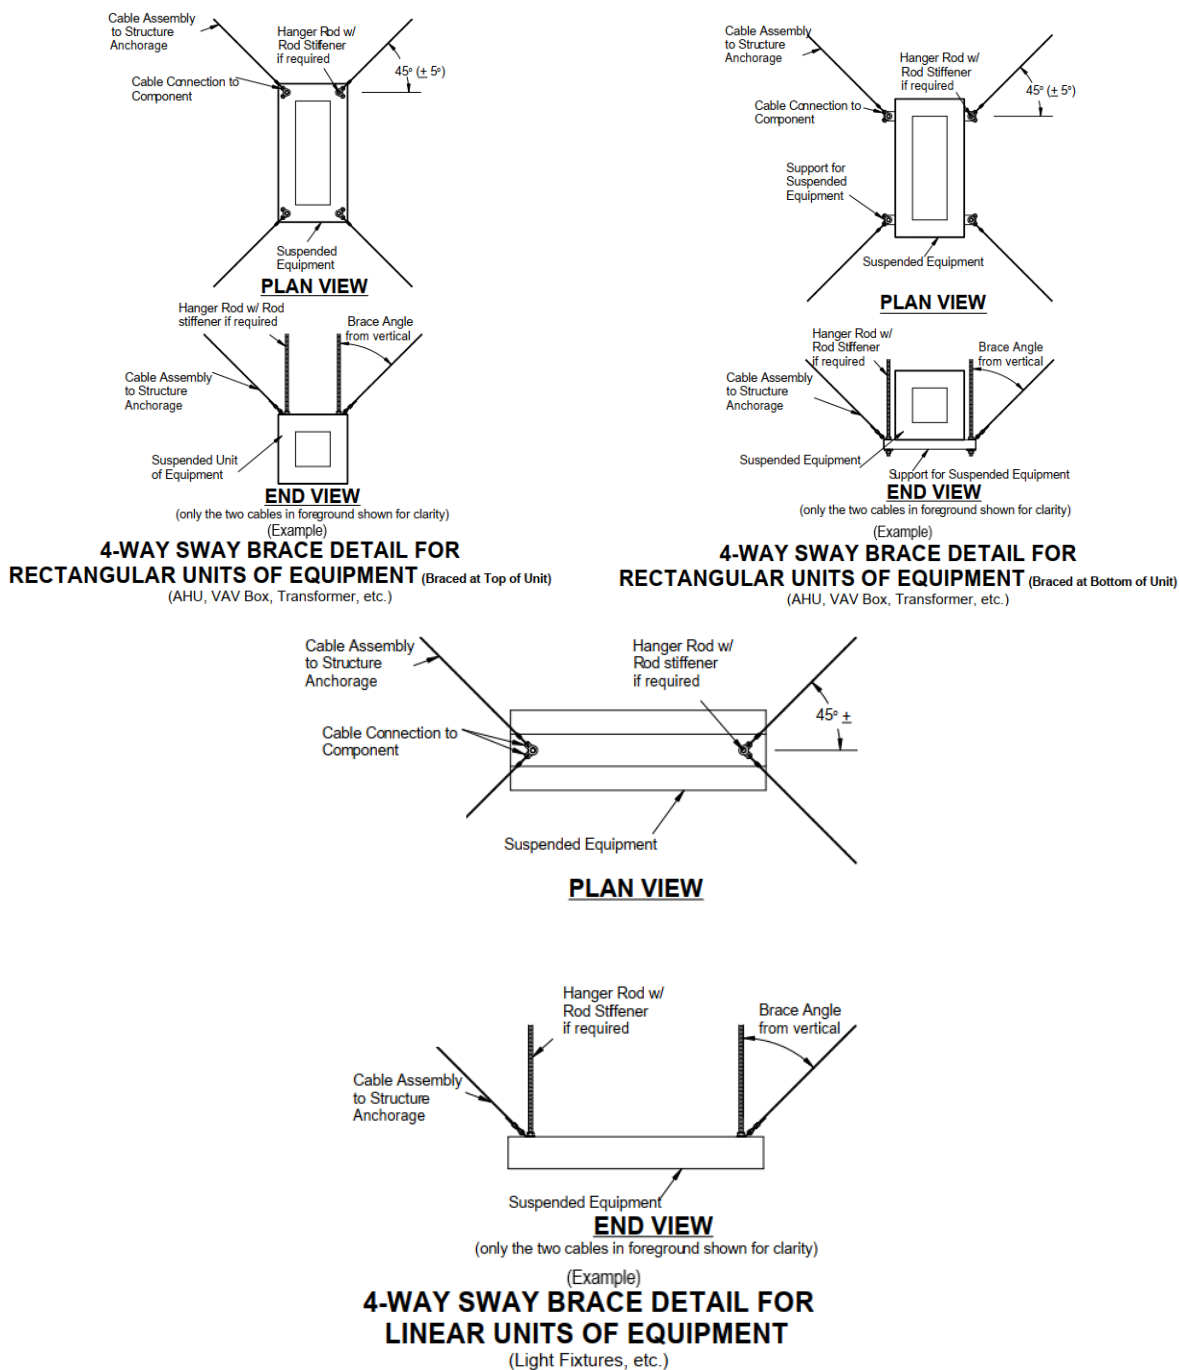 Cable Assembly
to Structure
Anchorage
Hanger Rod w/
Rod Stiffener
if required
45° (± 5°)
Cable Connection to
Component
Suspended
Equipment
PLAN VIEW
Hanger Rod w/ Rod
stiffener if required
Brace Angle
from vertical
Cable Assembly
to Structure
Anchorage
Suspended Unit
of Equipment
END VIEW
(only the two cables in foreground shown for clarity)
(Example)
4-WAY SWAY BRACE DETAIL FOR
RECTANGULAR UNITS OF EQUIPMENT (Braced at Top of Unit)
(AHU, VAV Box, Transformer, etc.)
Cable Assembly
to Structure
Anchorage
Hanger Rod w/
Rod Stiffener
if required
45° (± 5°)
Cable Connection to
Component
Support for
Suspended
Equipment
Suspended Equipment
PLAN VIEW
Hanger Rod w/
Rod Stiffener
if required
Brace Angle
from vertical
Cable Assembly
to Structure
Anchorage
Suspended Equipment
Support for Suspended Equipment
END VIEW
(only the two cables in foreground shown for clarity)
(Example)
4-WAY SWAY BRACE DETAIL FOR
RECTANGULAR UNITS OF EQUIPMENT (Braced at Bottom of Unit)
(AHU, VAV Box, Transformer, etc.)
Cable Assembly
to Structure
Anchorage
Hanger Rod w/
Rod stiffener
if required
45° ±
Cable Connection to
Component
Suspended Equipment
PLAN VIEW
Hanger Rod w/
Rod Stiffener
if required
Brace Angle
from vertical
Cable Assembly
to Structure
Anchorage
Suspended Equipment
END VIEW
(only the two cables in foreground shown for clarity)
(Example)
4-WAY SWAY BRACE DETAIL FOR
LINEAR UNITS OF EQUIPMENT
(Light Fixtures, etc.)